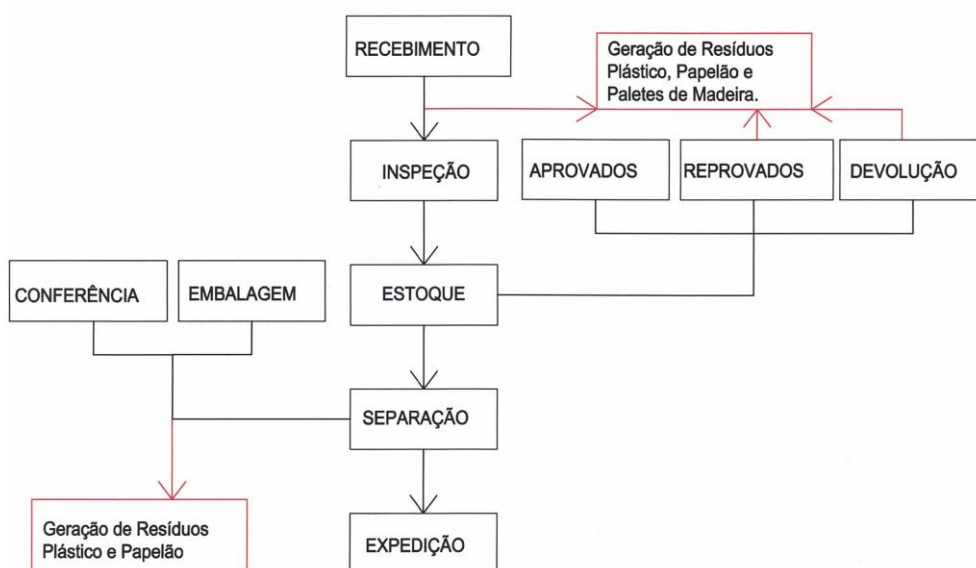 RECEBIMENTO
Geração de Resíduos
Plástico, Papelão e
Paletes de Madeira.
INSPEÇÃO
APROVADOS
REPROVADOS
DEVOLUÇÃO
CONFERÊNCIA
EMBALAGEM
ESTOQUE
SEPARAÇÃO
Geração de Resíduos
Plástico e Papelão
EXPEDIÇÃO